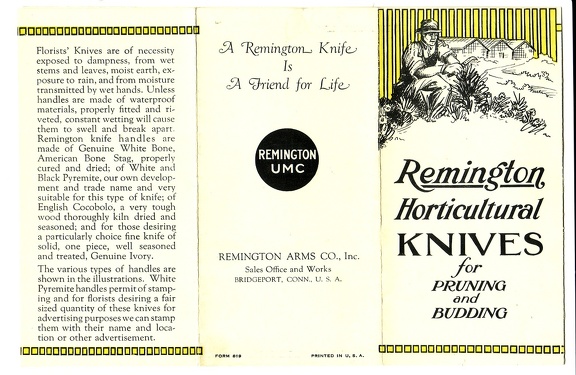 Florists' Knives are of necessity
exposed to dampness, from wet
stems and leaves, moist earth, ex-
posure to rain, and from moisture
transmitted by wet hands. Unless
handles are made of waterproof
materials, properly fitted and ri-
veted, constant wetting will cause
them to swell and break apart.
Remington knife handles are
made of Genuine White Bone,
American Bone Stag, properly
cured and dried; of White and
Black Pyremite, our own develop-
ment and trade name and very
suitable for this type of knife; of
English Cocobolo, a very tough
wood thoroughly kiln dried and
seasoned; and for those desiring
a particularly choice fine knife of
solid, one piece, well seasoned
and treated, Genuine Ivory.
The various types of handles are
shown in the illustrations. White
Pyremite handles permit of stamp-
ing and for florists desiring a fair
sized quantity of these knives for
advertising purposes we can stamp
them with their name and loca-
tion or other advertisement.
A Remington Knife
Is
A Friend for Life
REMINGTON
UMC
REMINGTON ARMS CO., Inc.
Sales Office and Works
BRIDGEPORT, CONN., U. S. A.
FORM 819 PRINTED IN U. S. A.
Remington
Horticultural
KNIVES
for
PRUNING
and
BUDDING